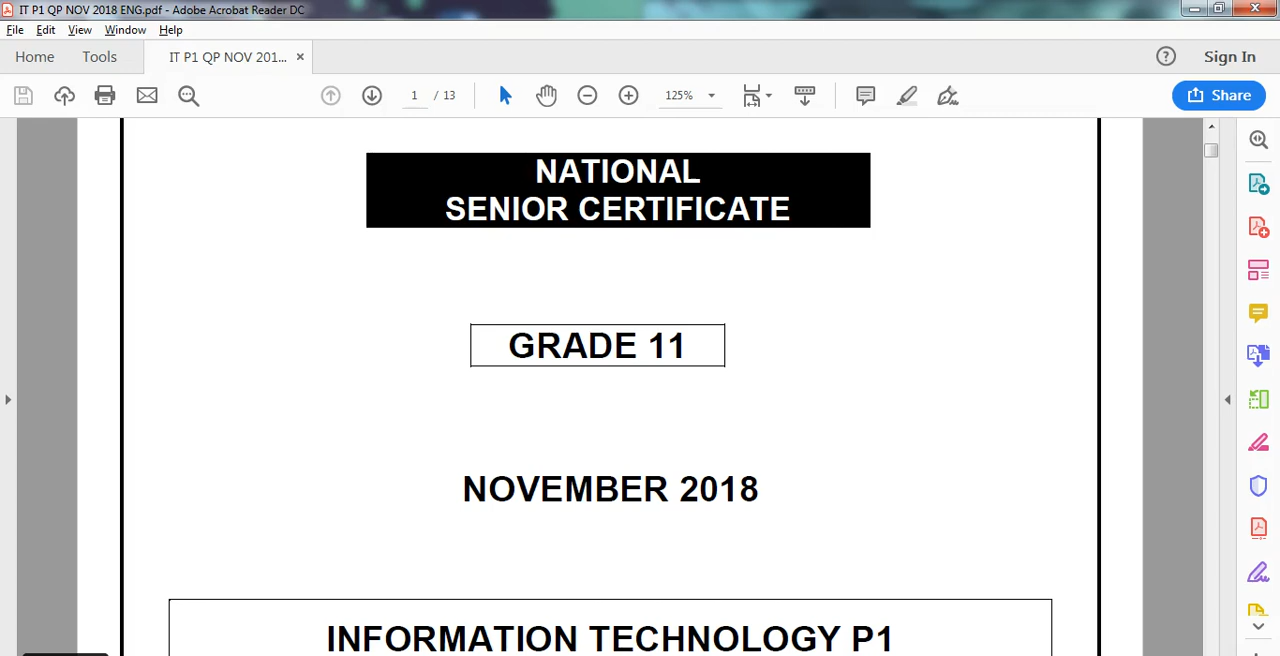 IT P1 QP NOV 2018 ENG.pdf - Adobe Acrobat Reader DC
File Edit View Window Help
Home Tools IT P1 QP NOV 201... × Sign In
1 / 13 125% Share
NATIONAL
SENIOR CERTIFICATE
GRADE 11
NOVEMBER 2018
INFORMATION TECHNOLOGY P1